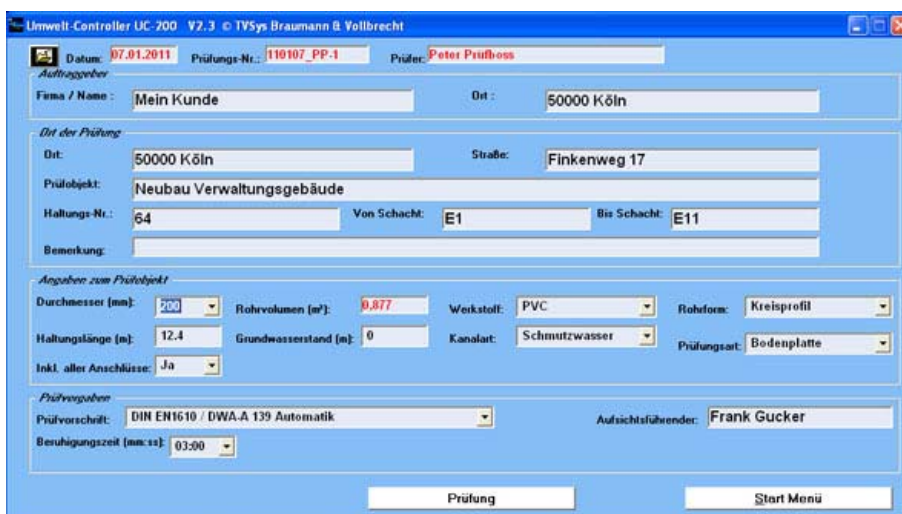 Umwelt-Controller UC-200 V2.3 © TVSys Braumann & Vollbrecht
Datum: 07.01.2011 Prüfungs-Nr.: 110107_PP-1 Prüfer: Peter Prüfboss
Auftraggeber
Firma / Name : Mein Kunde Ort : 50000 Köln
Ort der Prüfung
Ort: 50000 Köln Straße: Finkenweg 17
Prüfobjekt: Neubau Verwaltungsgebäude
Haltungs-Nr.: 64 Von Schacht: E1 Bis Schacht: E11
Bemerkung:
Angaben zum Prüfobjekt
Durchmesser (mm): 200 Rohrvolumen (m³): 0,877 Werkstoff: PVC Rohrform: Kreisprofil
Haltungslänge (m): 12.4 Grundwasserstand (m): 0 Kanalart: Schmutzwasser Prüfungsart: Bodenplatte
Inkl. aller Anschlüsse: Ja
Prüfvorgaben
Prüfvorschrift: DIN EN1610 / DWA-A 139 Automatik Aufsichtsführender: Frank Gucker
Beruhigungszeit (mm:ss): 03:00
Prüfung Start Menü